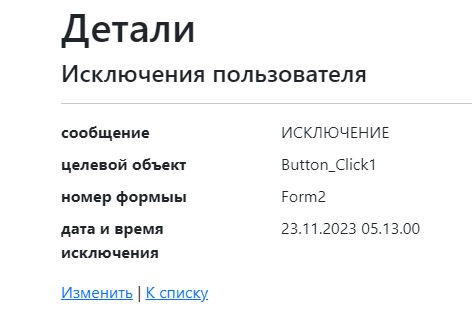 Детали
Исключения пользователя
сообщение ИСКЛЮЧЕНИЕ
целевой объект Button_Click1
номер формыы Form2
дата и время 23.11.2023 05.13.00
исключения
Изменить | К списку